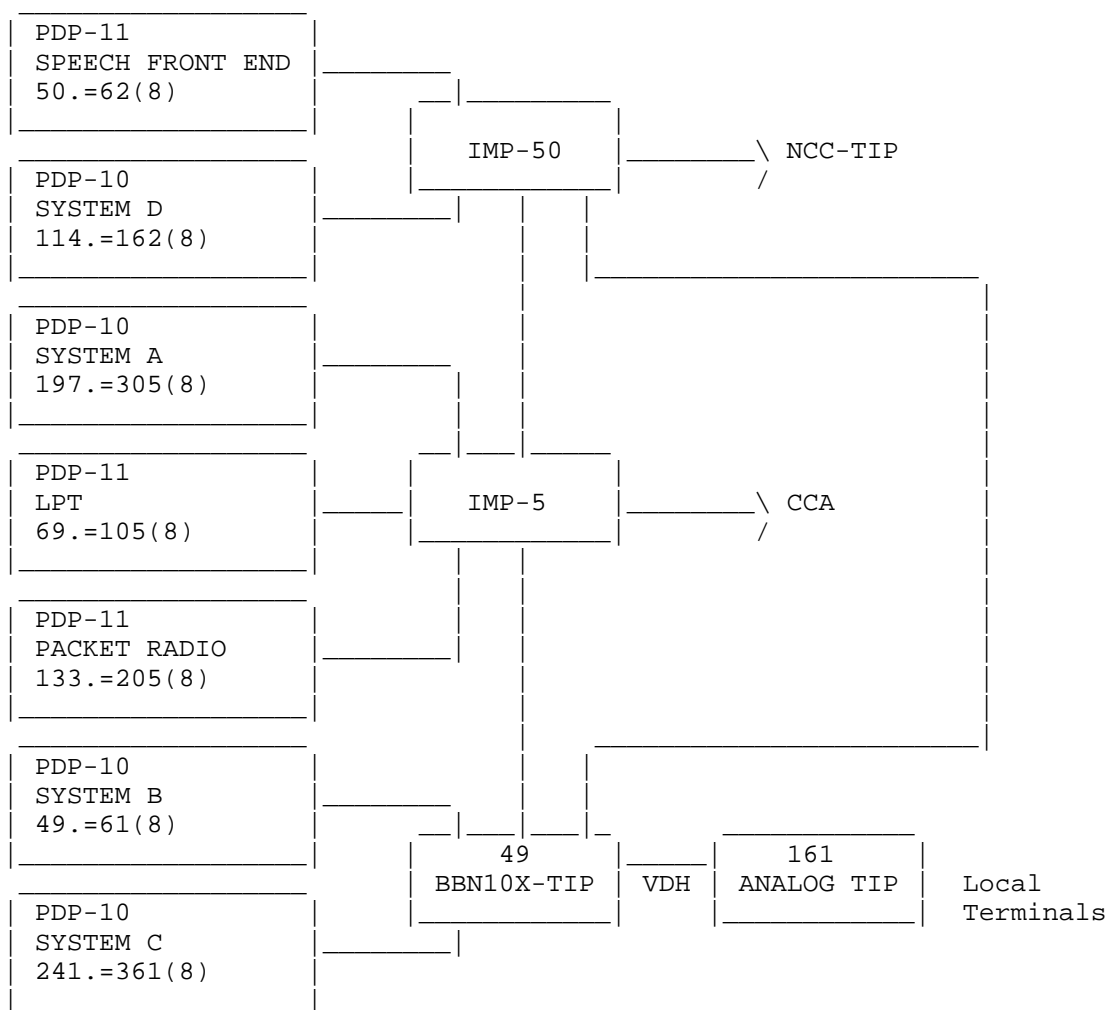 PDP-11
SPEECH FRONT END
50.=62(8)
IMP-50
NCC-TIP
PDP-10
SYSTEM D
114.=162(8)
PDP-10
SYSTEM A
197.=305(8)
PDP-11
LPT
69.=105(8)
IMP-5
CCA
PDP-11
PACKET RADIO
133.=205(8)
PDP-10
SYSTEM B
49.=61(8)
49
BBN10X-TIP
VDH
161
ANALOG TIP
Local
Terminals
PDP-10
SYSTEM C
241.=361(8)